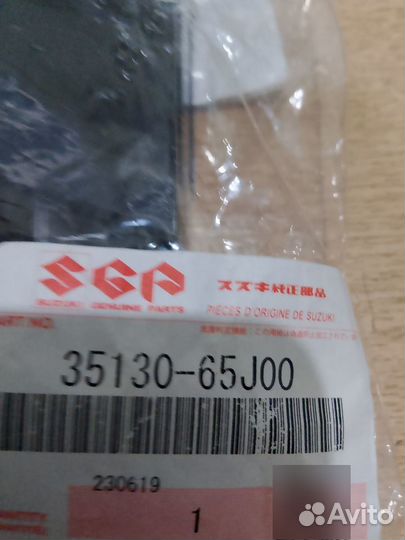 SGP
スズキ純正部品
SUZUKI GENUINE PARTS
PIECES D'ORIGINE DE SUZUKI
35130-65J00
230619
1
Avito